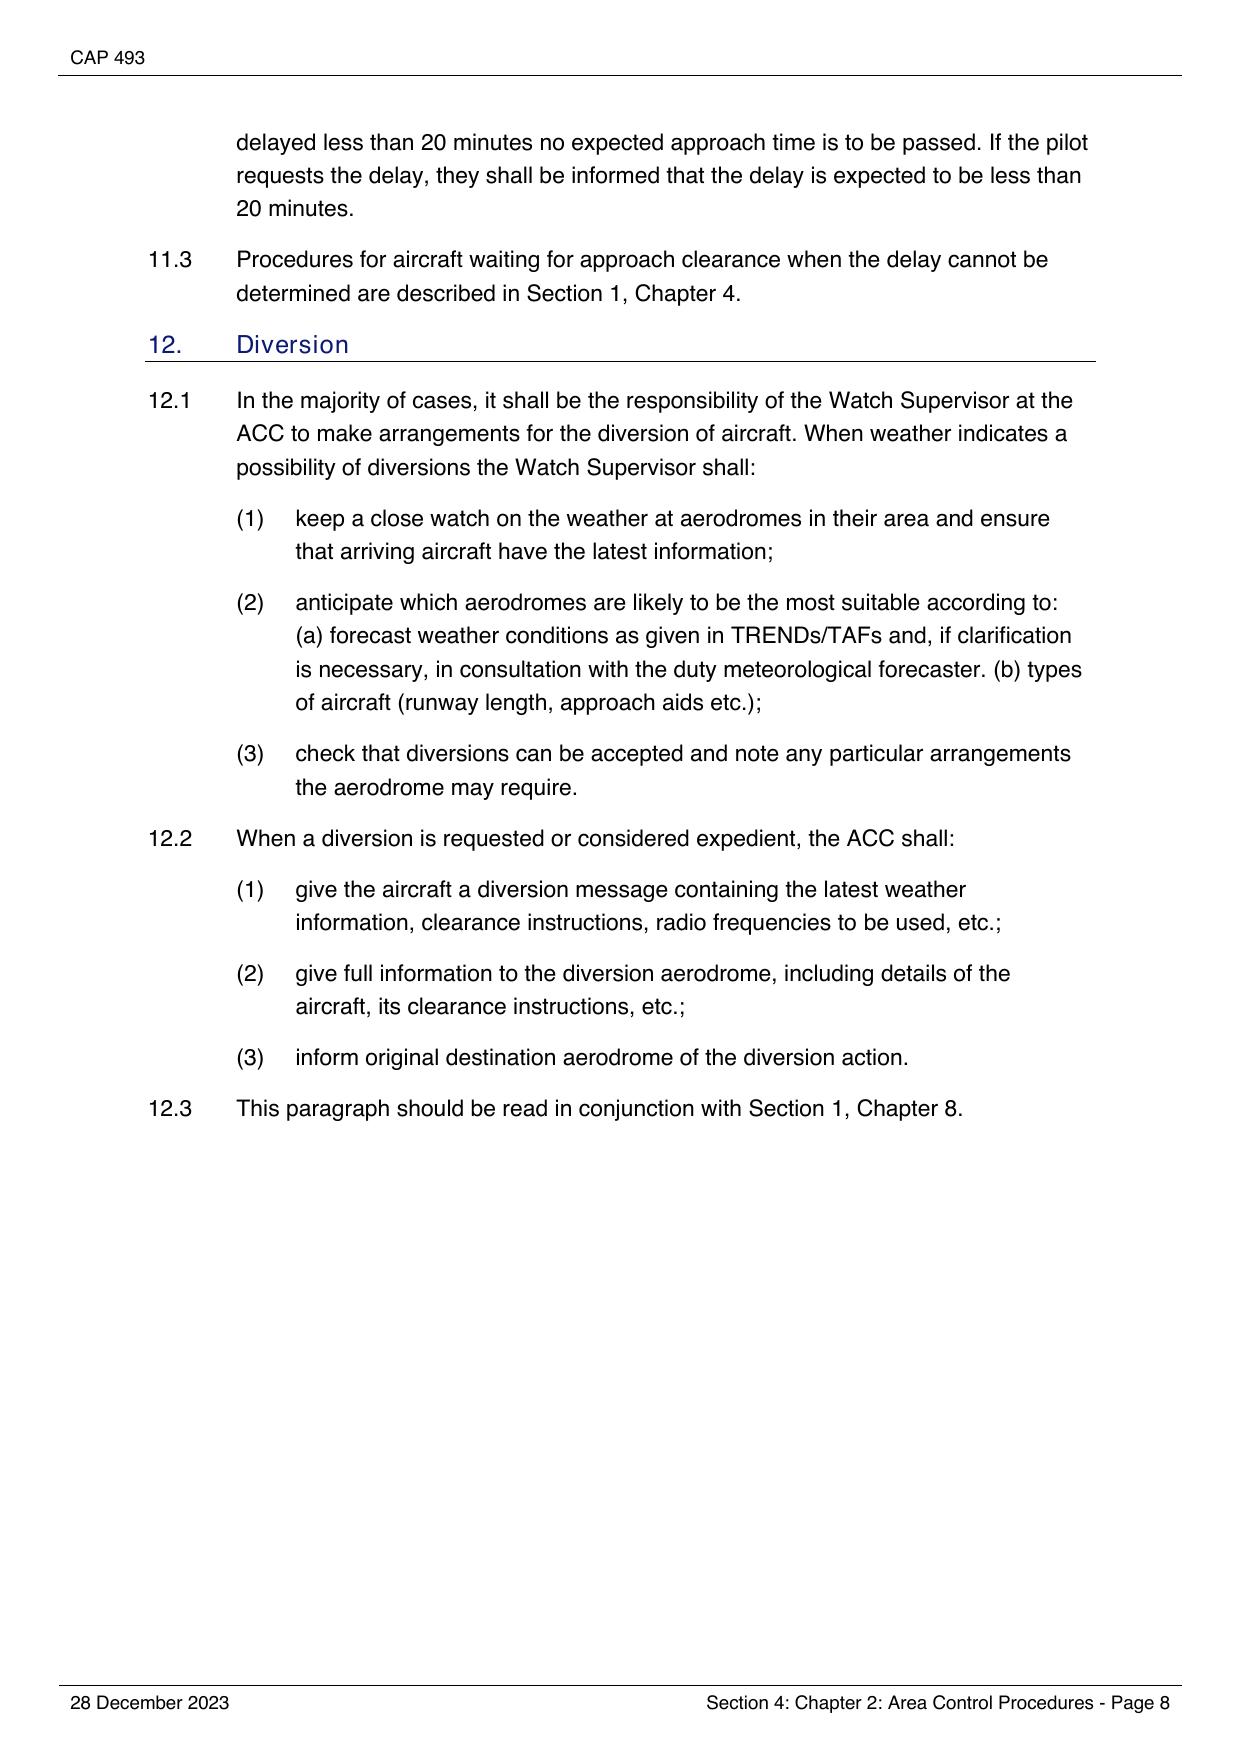 CAP 493
delayed less than 20 minutes no expected approach time is to be passed. If the pilot
requests the delay, they shall be informed that the delay is expected to be less than
20 minutes.
11.3 Procedures for aircraft waiting for approach clearance when the delay cannot be
determined are described in Section 1, Chapter 4.
12. Diversion
12.1 In the majority of cases, it shall be the responsibility of the Watch Supervisor at the
ACC to make arrangements for the diversion of aircraft. When weather indicates a
possibility of diversions the Watch Supervisor shall:
(1) keep a close watch on the weather at aerodromes in their area and ensure
that arriving aircraft have the latest information;
(2) anticipate which aerodromes are likely to be the most suitable according to:
(a) forecast weather conditions as given in TRENDs/TAFs and, if clarification
is necessary, in consultation with the duty meteorological forecaster. (b) types
of aircraft (runway length, approach aids etc.);
(3) check that diversions can be accepted and note any particular arrangements
the aerodrome may require.
12.2 When a diversion is requested or considered expedient, the ACC shall:
(1) give the aircraft a diversion message containing the latest weather
information, clearance instructions, radio frequencies to be used, etc.;
(2) give full information to the diversion aerodrome, including details of the
aircraft, its clearance instructions, etc.;
(3) inform original destination aerodrome of the diversion action.
12.3 This paragraph should be read in conjunction with Section 1, Chapter 8.
28 December 2023 Section 4: Chapter 2: Area Control Procedures - Page 8